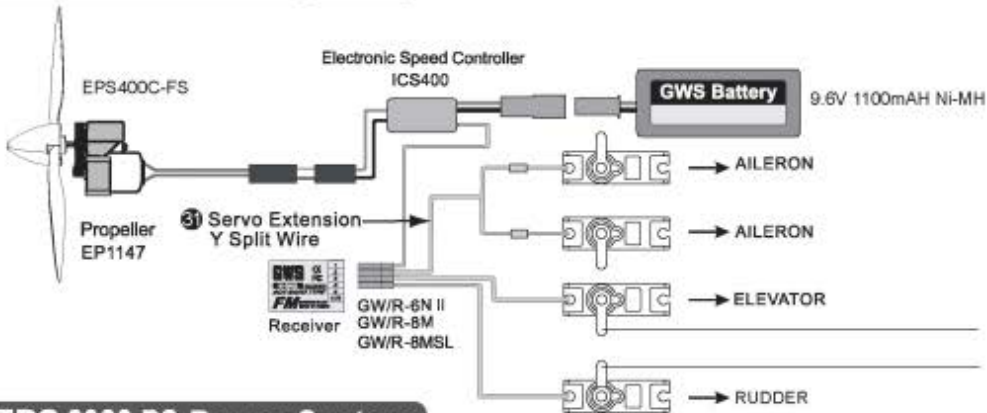 Electronic Speed Controller
ICS400
EPS400C-FS
GWS Battery
9.6V 1100mAH Ni-MH
AILERON
31 Servo Extension
Y Split Wire
Propeller
EP1147
AILERON
GWS
FM
Receiver
GW/R-6N II
GW/R-8M
GW/R-8MSL
ELEVATOR
RUDDER